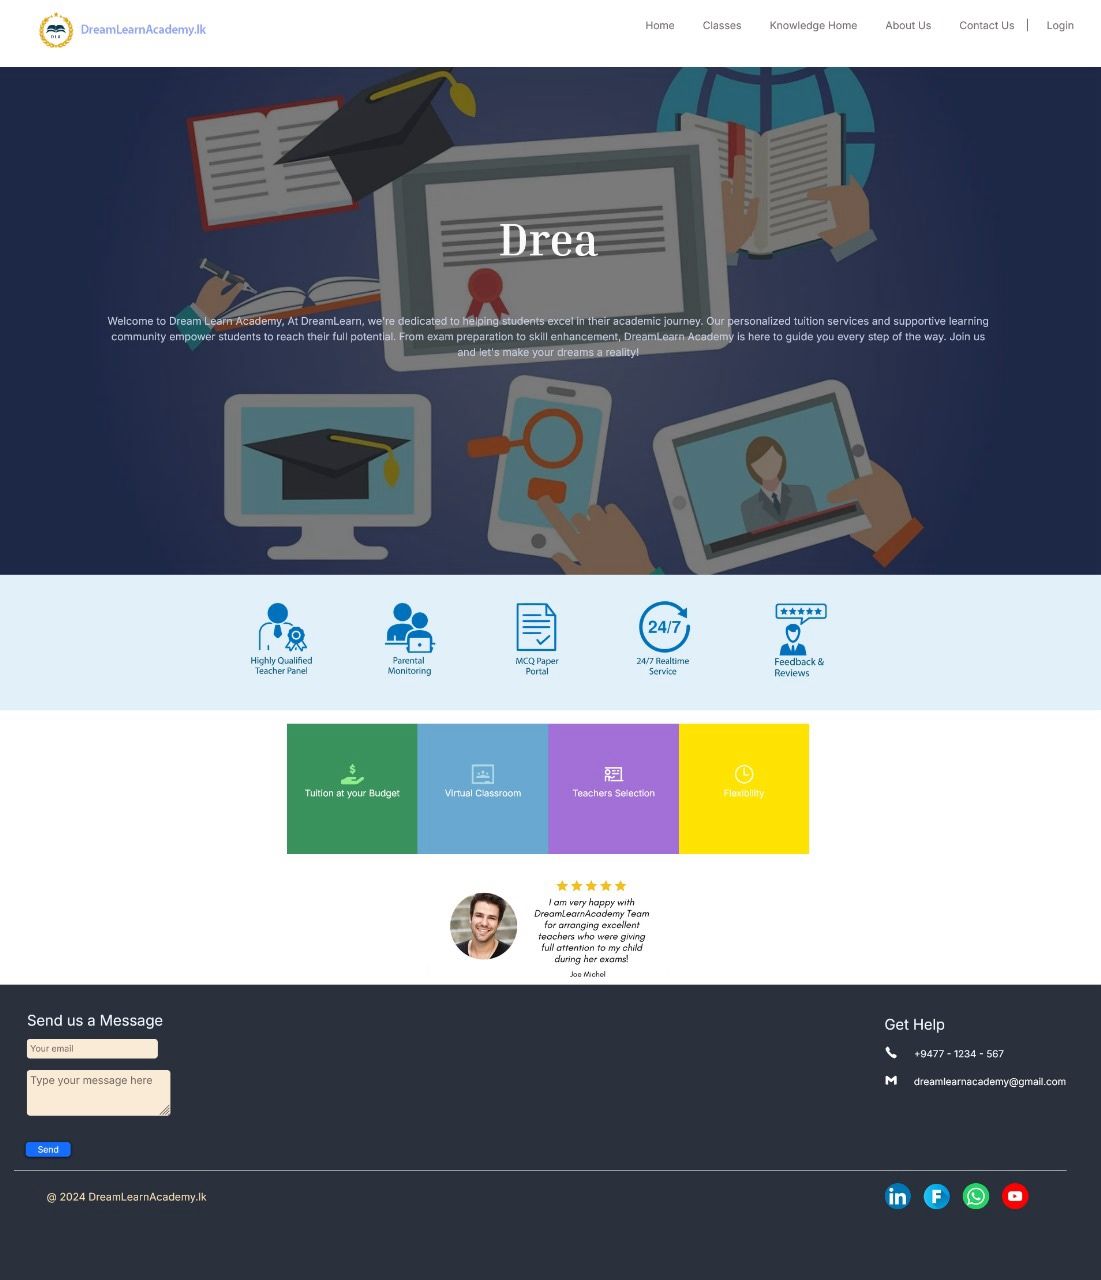 DreamLearnAcademy.lk
Home Classes Knowledge Home About Us Contact Us | Login
Drea
Welcome to Dream Learn Academy, At DreamLearn, we're dedicated to helping students excel in their academic journey. Our personalized tuition services and supportive learning
community empower students to reach their full potential. From exam preparation to skill enhancement, DreamLearn Academy is here to guide you every step of the way. Join us
and let's make your dreams a reality!
24/7
Highly Qualified
Teacher Panel
Parental
Monitoring
MCQ Paper
Portal
24/7 Realtime
Service
Feedback &
Reviews
Tuition at your Budget
Virtual Classroom
Teachers Selection
Flexibility
I am very happy with
DreamLearnAcademy Team
for arranging excellent
teachers who were giving
full attention to my child
during her exams!
Joe Michel
Send us a Message
Your email
Type your message here
Send
Get Help
+9477 - 1234 - 567
dreamlearnacademy@gmail.com
@ 2024 DreamLearnAcademy.lk